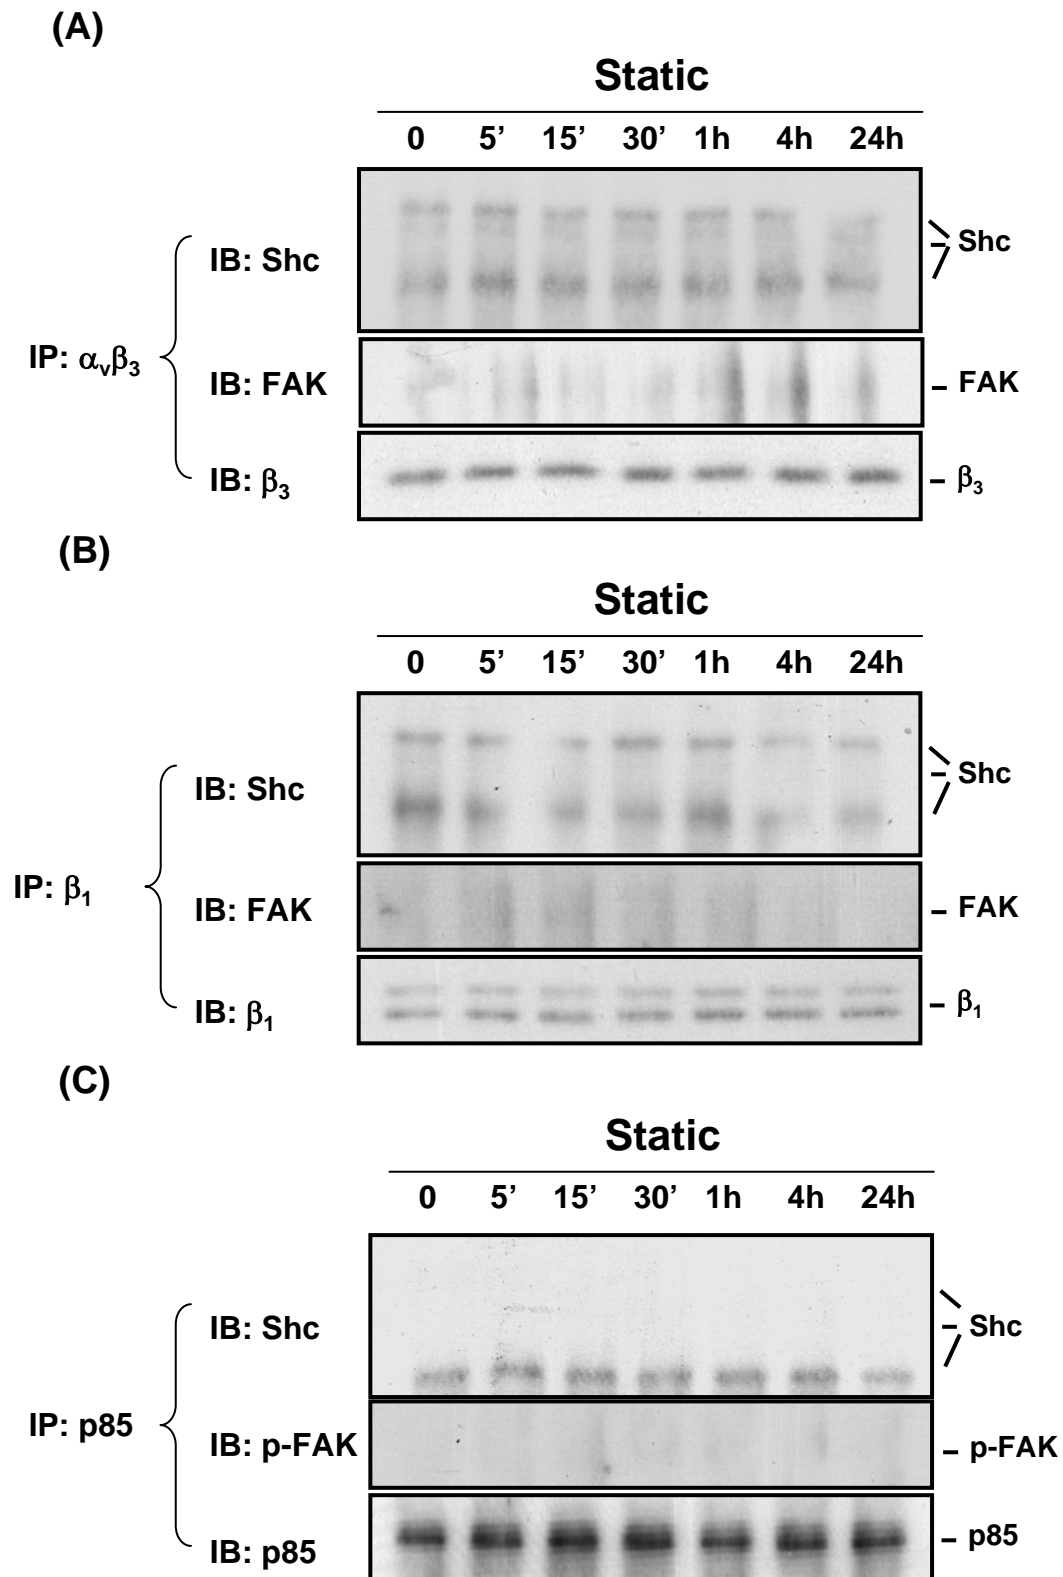 (A)
Static
0 5’ 15’ 30’ 1h 4h 24h
IB: Shc
Shc
IP: αvβ3
IB: FAK
– FAK
IB: β3
– β3
(B)
Static
0 5’ 15’ 30’ 1h 4h 24h
IB: Shc
Shc
IP: β1
IB: FAK
– FAK
IB: β1
– β1
(C)
Static
0 5’ 15’ 30’ 1h 4h 24h
IB: Shc
Shc
IP: p85
IB: p-FAK
– p-FAK
IB: p85
– p85